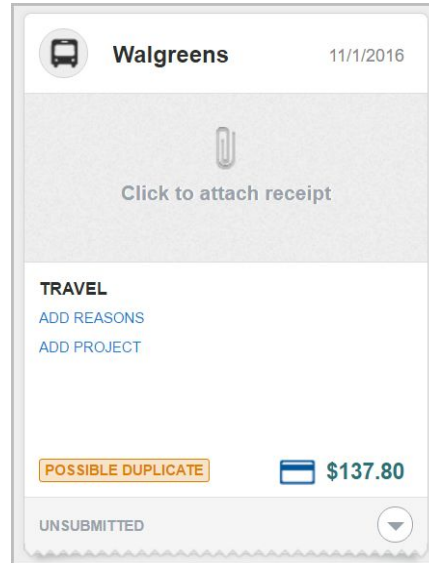 Walgreens 11/1/2016
Click to attach receipt
TRAVEL
ADD REASONS
ADD PROJECT
POSSIBLE DUPLICATE $137.80
UNSUBMITTED